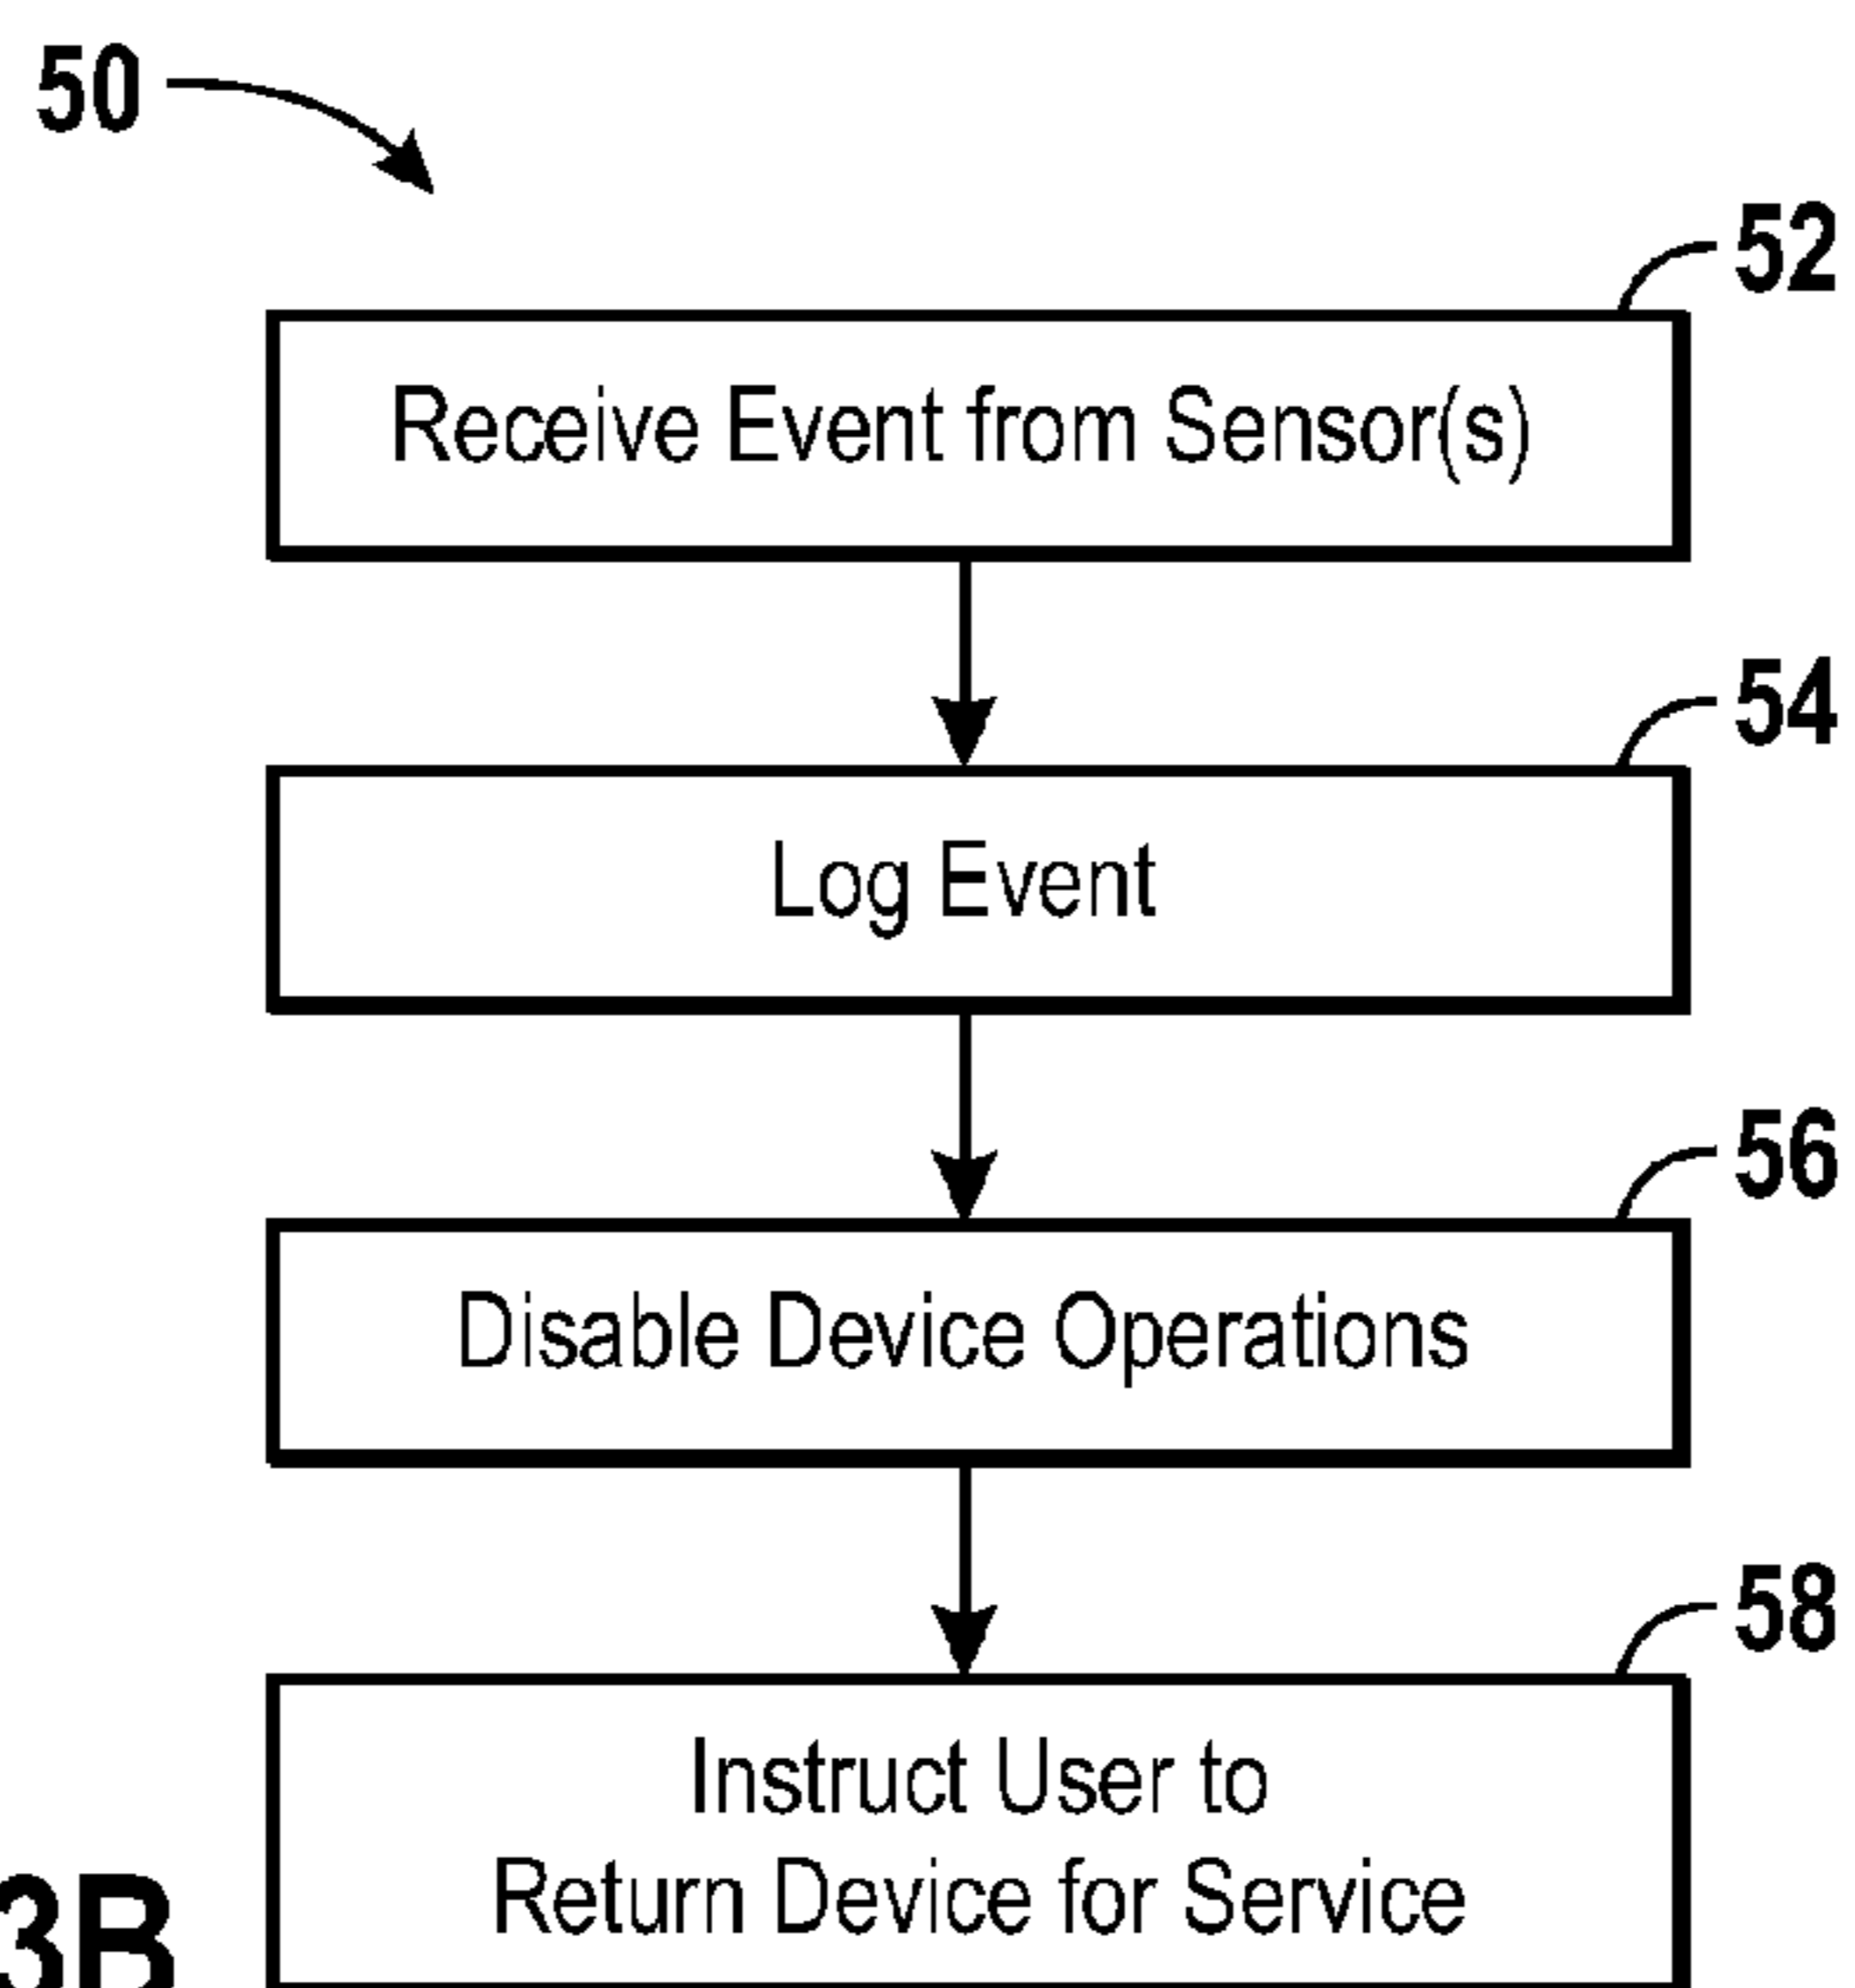 50
52
Receive Event from Sensor(s)
54
Log Event
56
Disable Device Operations
58
Instruct User to
Return Device for Service
3B